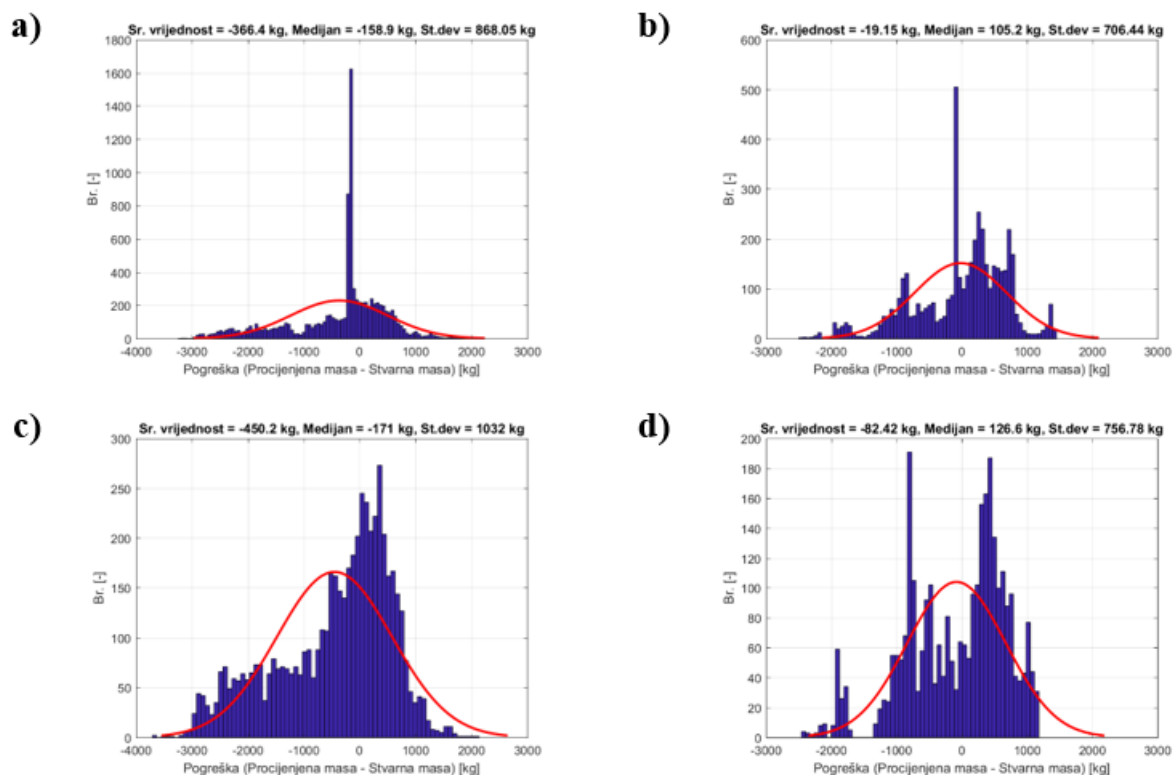 a)
Sr. vrijednost = -366.4 kg, Medijan = -158.9 kg, St.dev = 868.05 kg
1800
1600
1400
1200
1000
800
600
400
200
0
Br. [-]
-4000 -3000 -2000 -1000 0 1000 2000 3000
Pogreška (Procijenjena masa - Stvarna masa) [kg]
b)
Sr. vrijednost = -19.15 kg, Medijan = 105.2 kg, St.dev = 706.44 kg
600
500
400
300
200
100
0
Br. [-]
-3000 -2000 -1000 0 1000 2000 3000
Pogreška (Procijenjena masa - Stvarna masa) [kg]
c)
Sr. vrijednost = -450.2 kg, Medijan = -171 kg, St.dev = 1032 kg
300
250
200
150
100
50
0
Br. [-]
-4000 -3000 -2000 -1000 0 1000 2000 3000
Pogreška (Procijenjena masa - Stvarna masa) [kg]
d)
Sr. vrijednost = -82.42 kg, Medijan = 126.6 kg, St.dev = 756.78 kg
200
180
160
140
120
100
80
60
40
20
0
Br. [-]
-3000 -2000 -1000 0 1000 2000 3000
Pogreška (Procijenjena masa - Stvarna masa) [kg]